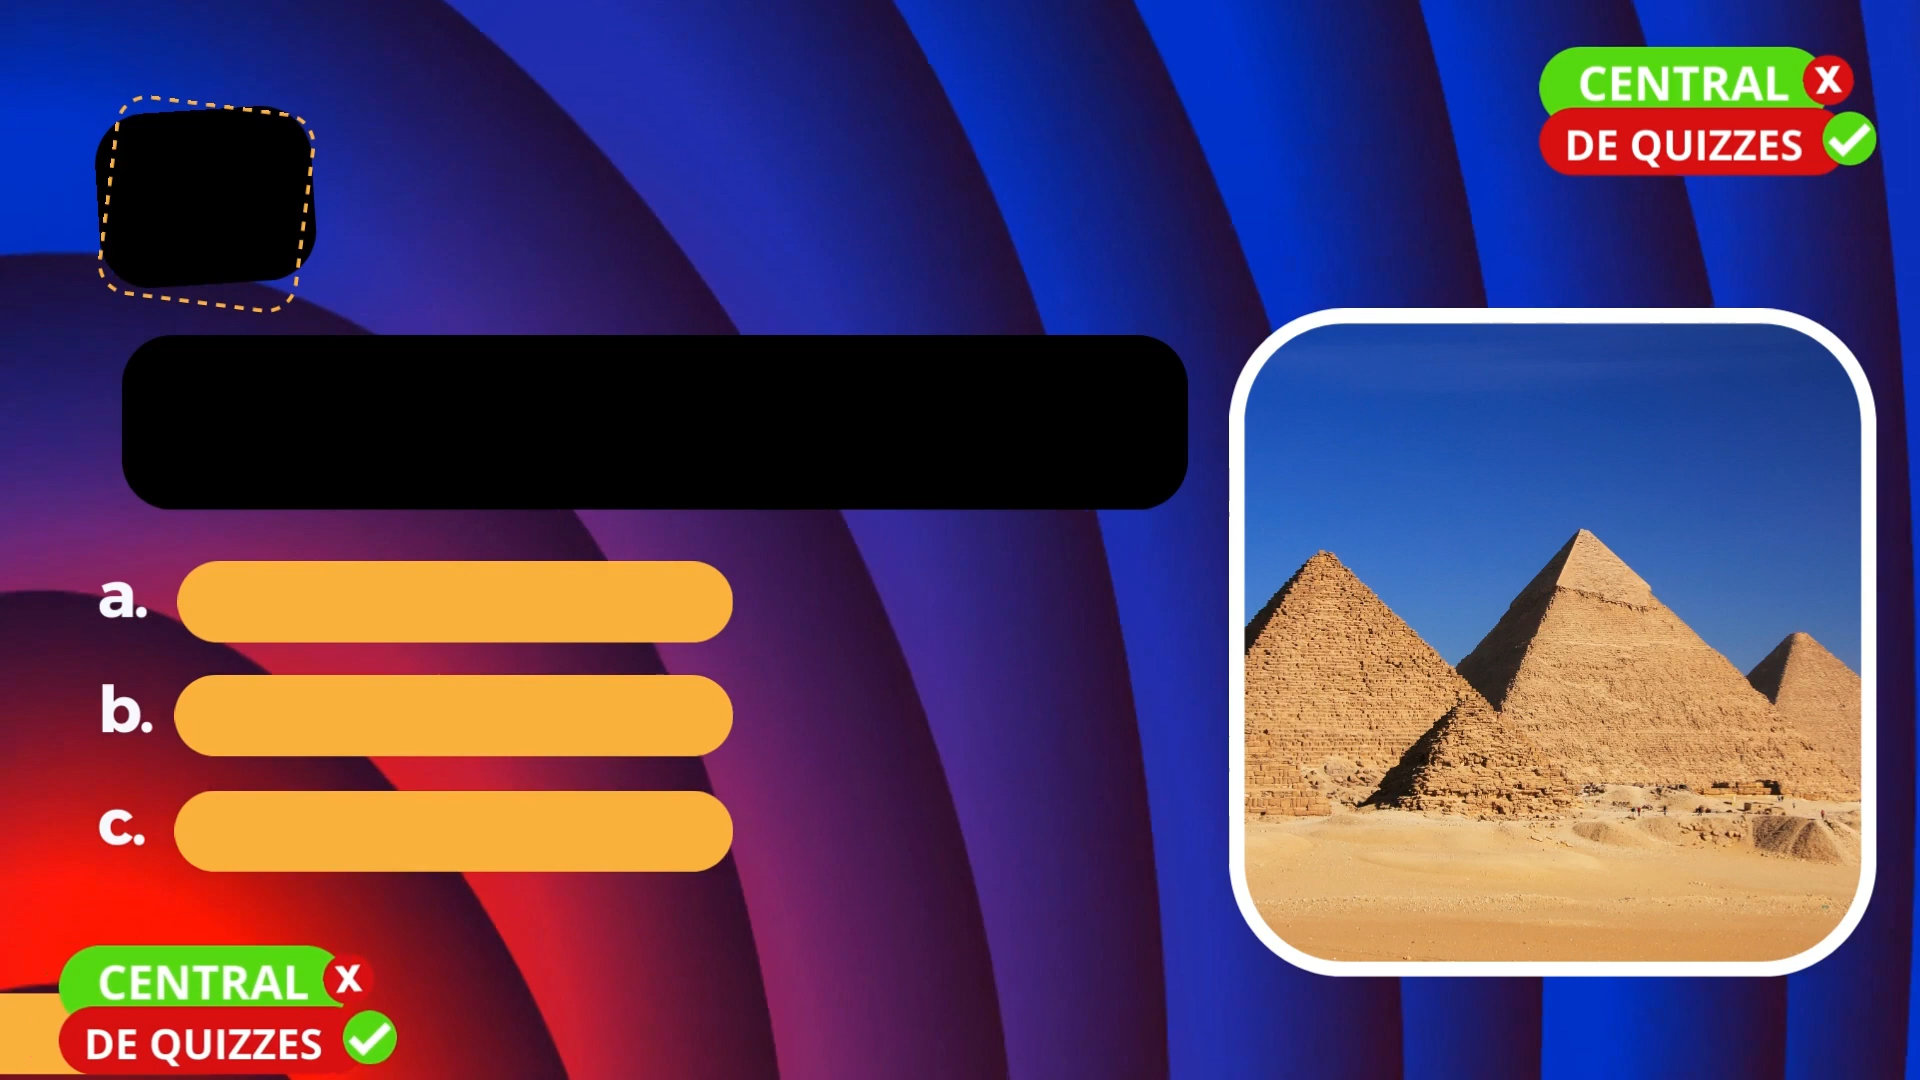 CENTRAL X
DE QUIZZES
a.
b.
c.
CENTRAL X
DE QUIZZES